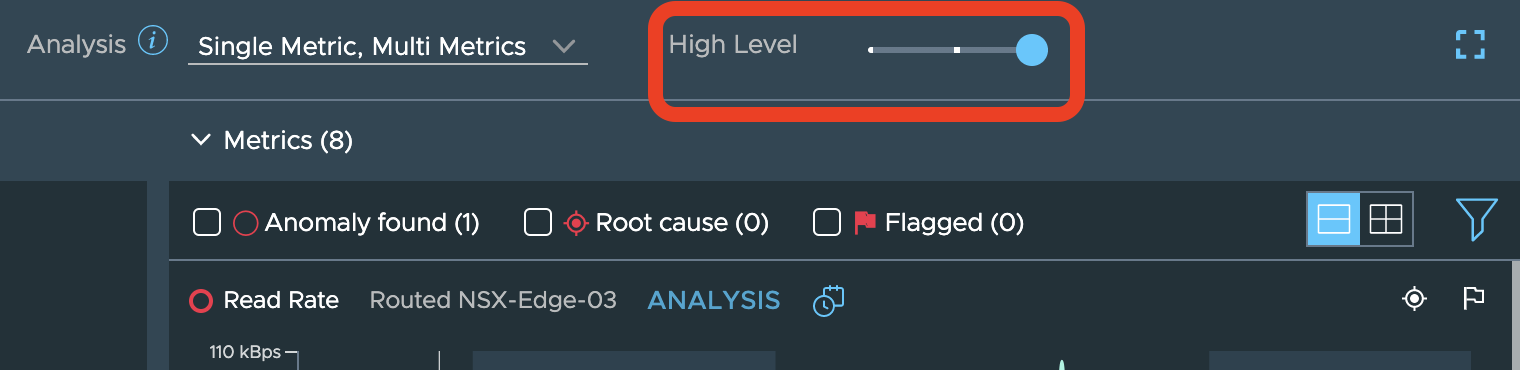 Analysis Single Metric, Multi Metrics High Level
Metrics (8)
Anomaly found (1) Root cause (0) Flagged (0)
Read Rate Routed NSX-Edge-03 ANALYSIS
110 kBps